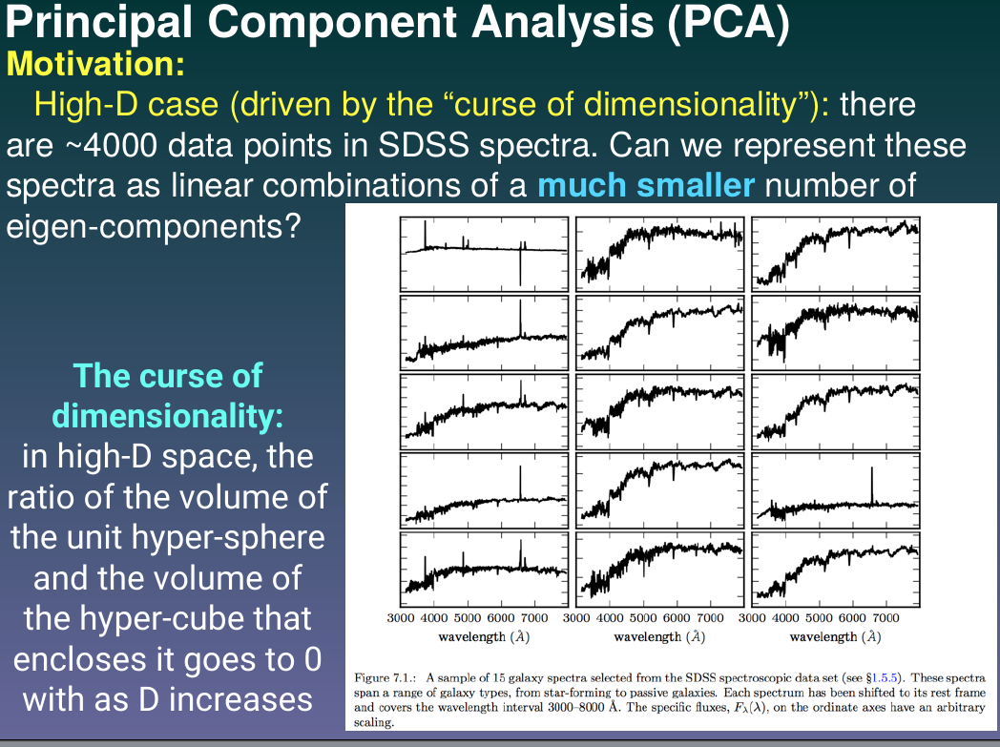 Principal Component Analysis (PCA)
Motivation:
High-D case (driven by the “curse of dimensionality”): there
are ~4000 data points in SDSS spectra. Can we represent these
spectra as linear combinations of a much smaller number of
eigen-components?
The curse of
dimensionality:
in high-D space, the
ratio of the volume of
the unit hyper-sphere
and the volume of
the hyper-cube that
encloses it goes to 0
with as D increases
3000 4000 5000 6000 7000 3000 4000 5000 6000 7000 3000 4000 5000 6000 7000
wavelength (Å) wavelength (Å) wavelength (Å)
Figure 7.1.: A sample of 15 galaxy spectra selected from the SDSS spectroscopic data set (see §1.5.5). These spectra
span a range of galaxy types, from star-forming to passive galaxies. Each spectrum has been shifted to its rest frame
and covers the wavelength interval 3000–8000 Å. The specific fluxes, Fλ(λ), on the ordinate axes have an arbitrary
scaling.